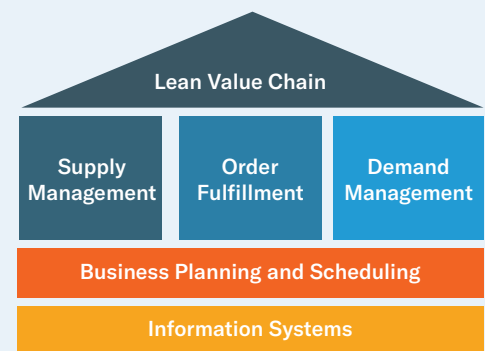 Lean Value Chain
Supply
Management
Order
Fulfillment
Demand
Management
Business Planning and Scheduling
Information Systems